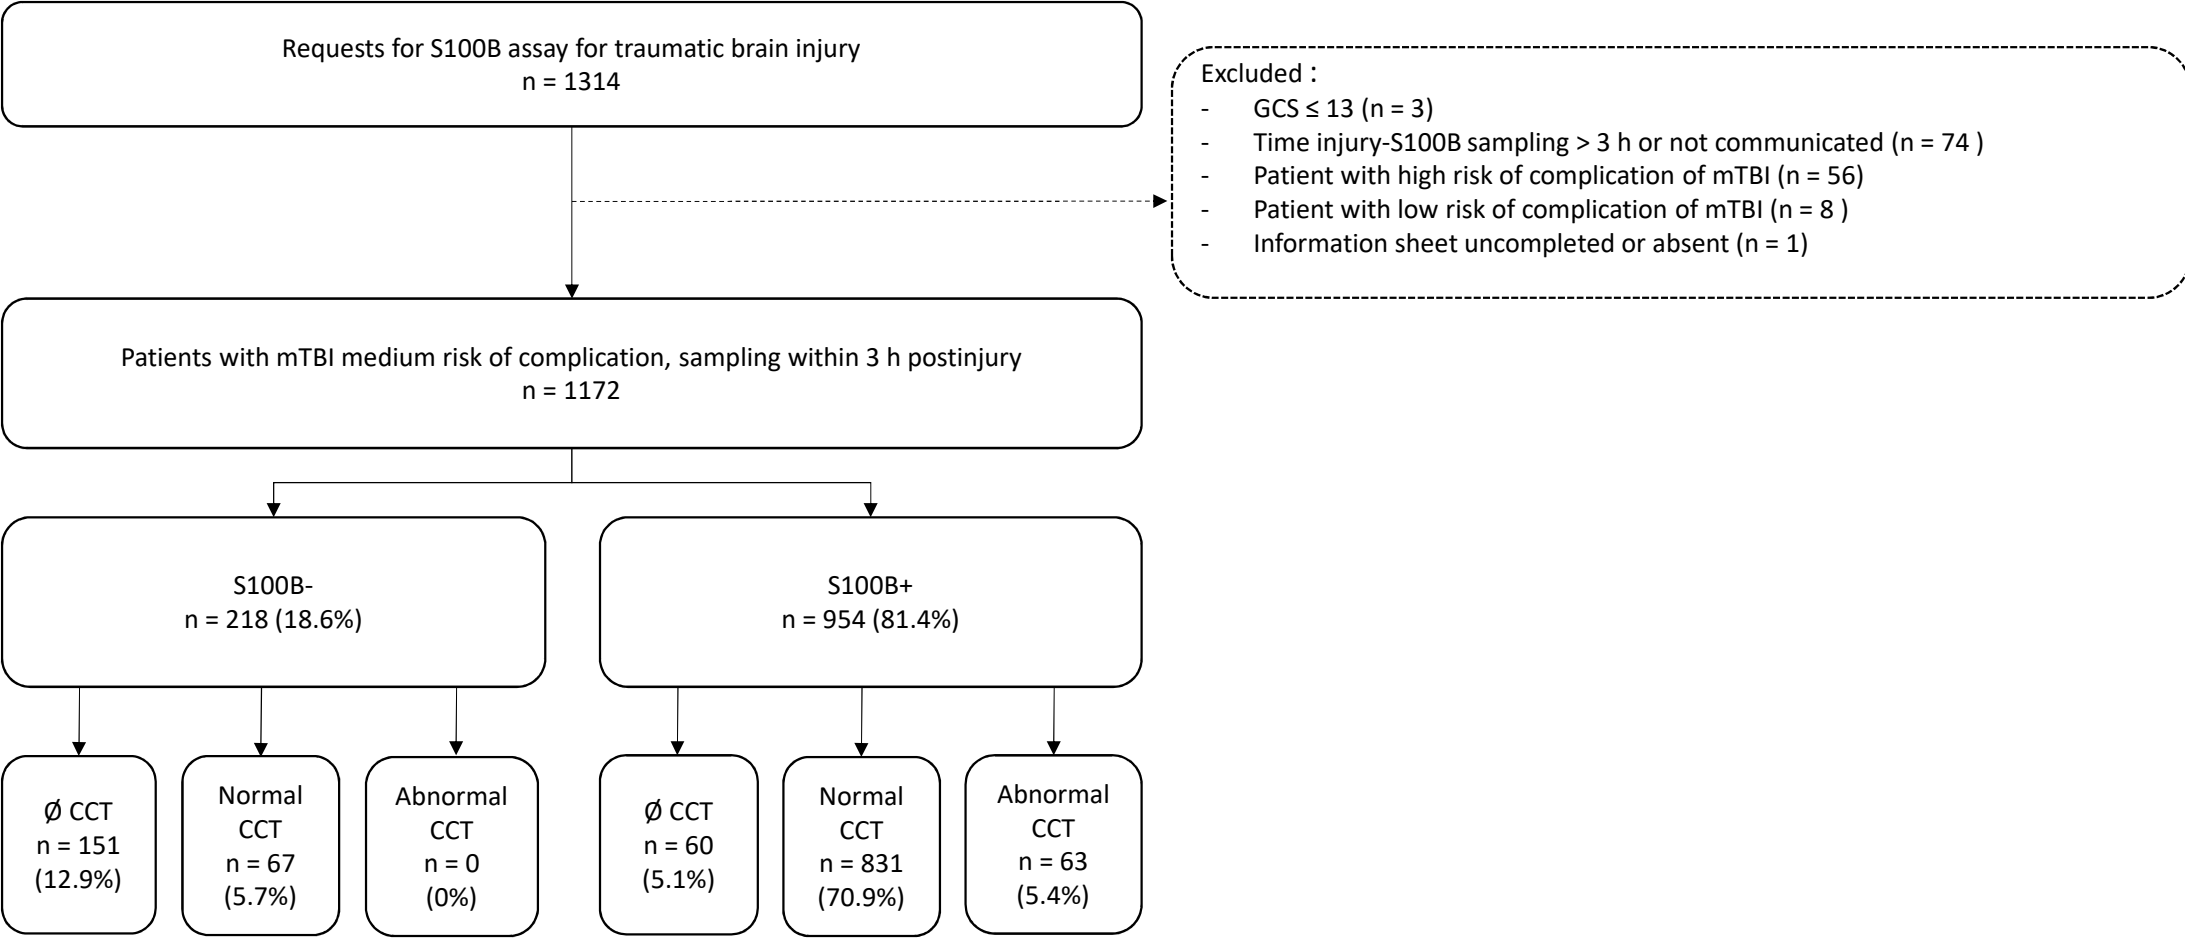 Requests for S100B assay for traumatic brain injury
n = 1314
Excluded :
- GCS ≤ 13 (n = 3)
- Time injury-S100B sampling > 3 h or not communicated (n = 74 )
- Patient with high risk of complication of mTBI (n = 56)
- Patient with low risk of complication of mTBI (n = 8 )
- Information sheet uncompleted or absent (n = 1)
Patients with mTBI medium risk of complication, sampling within 3 h postinjury
n = 1172
S100B-
n = 218 (18.6%)
S100B+
n = 954 (81.4%)
Ø CCT
n = 151
(12.9%)
Normal
CCT
n = 67
(5.7%)
Abnormal
CCT
n = 0
(0%)
Ø CCT
n = 60
(5.1%)
Normal
CCT
n = 831
(70.9%)
Abnormal
CCT
n = 63
(5.4%)